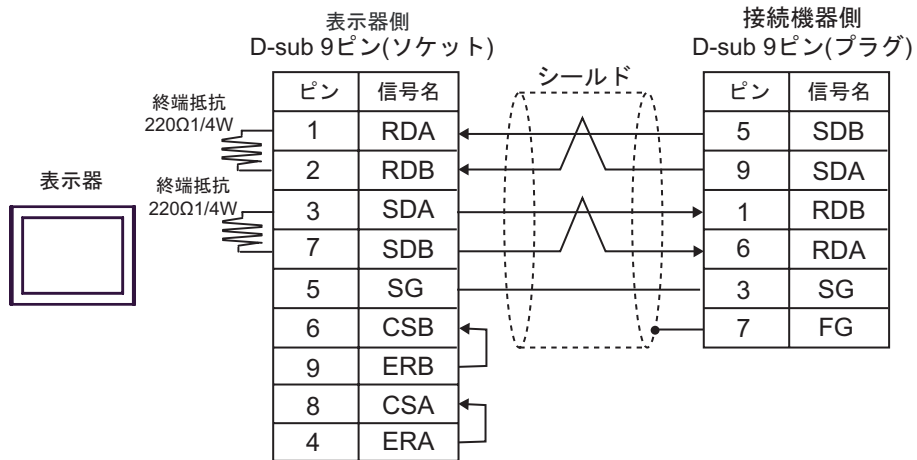 表示器側
D-sub 9ピン(ソケット)
接続機器側
D-sub 9ピン(プラグ)
シールド
終端抵抗
220Ω1/4W
終端抵抗
220Ω1/4W
表示器
ピン 信号名
1 RDA
2 RDB
3 SDA
7 SDB
5 SG
6 CSB
9 ERB
8 CSA
4 ERA
ピン 信号名
5 SDB
9 SDA
1 RDB
6 RDA
3 SG
7 FG